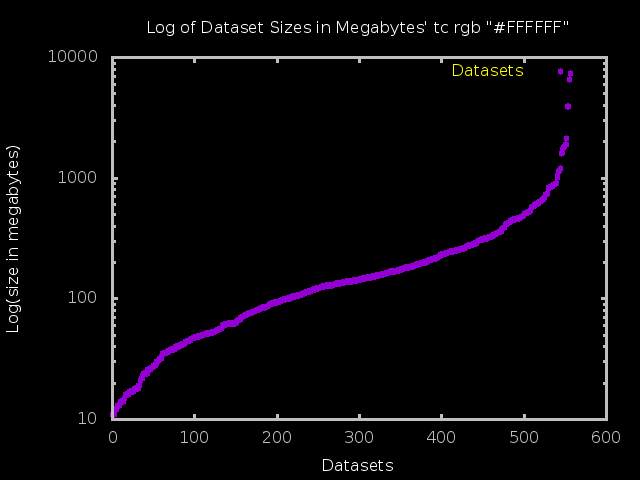 Log of Dataset Sizes in Megabytes' tc rgb "#FFFFFF"
10000
Datasets
1000
Log(size in megabytes)
100
10
0 100 200 300 400 500 600
Datasets